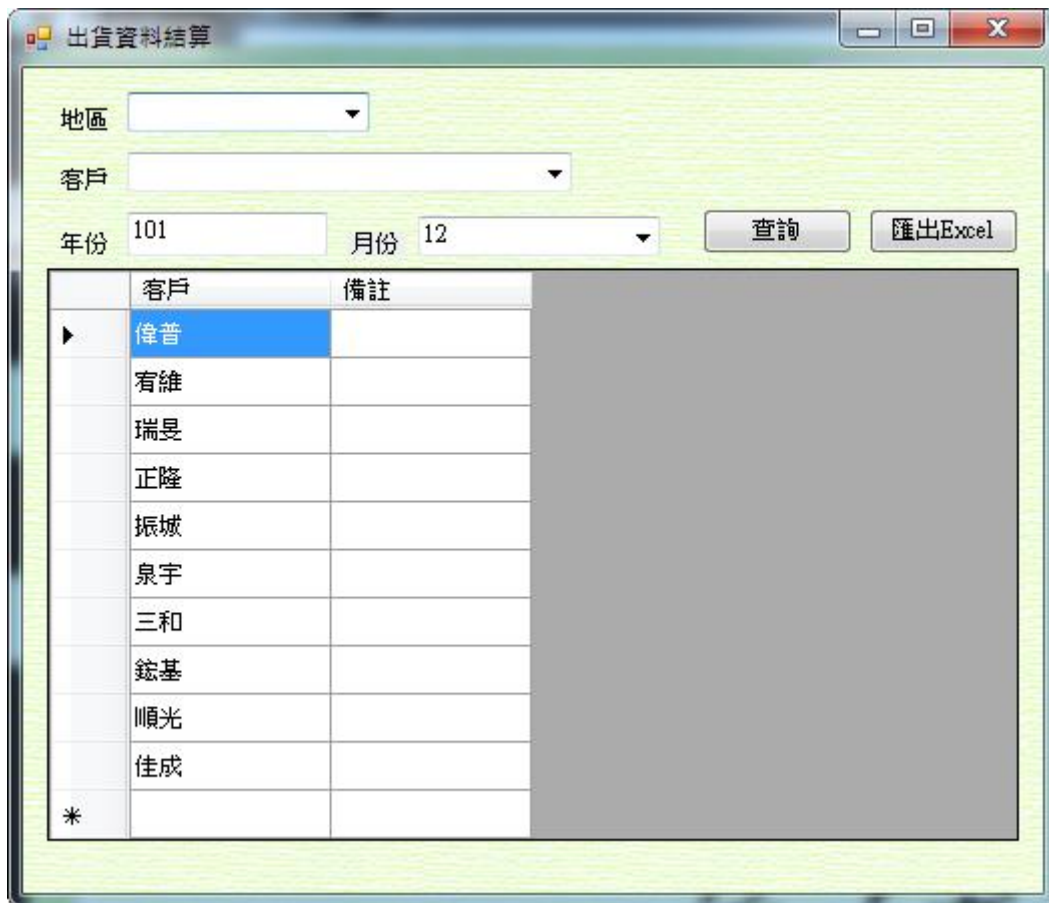 出貨資料結算
地區
客戶
年份 101 月份 12 查詢 匯出Excel
客戶 備註
偉普
宥維
瑞旻
正隆
振城
泉宇
三和
鋐基
順光
佳成